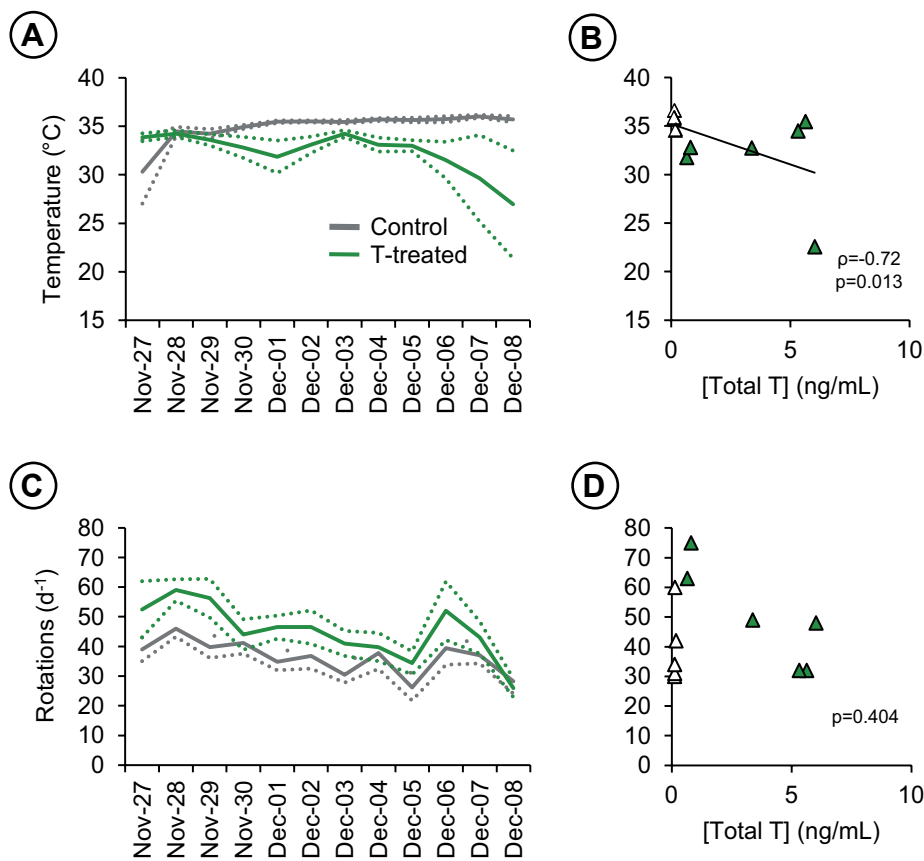 A
Temperature (°C)
40
35
30
25
20
15
Control
T-treated
Nov-27
Nov-28
Nov-29
Nov-30
Dec-01
Dec-02
Dec-03
Dec-04
Dec-05
Dec-06
Dec-07
Dec-08
B
40
35
30
25
20
15
ρ=-0.72
p=0.013
0 5 10
[Total T] (ng/mL)
C
Rotations (d⁻¹)
80
70
60
50
40
30
20
10
0
Nov-27
Nov-28
Nov-29
Nov-30
Dec-01
Dec-02
Dec-03
Dec-04
Dec-05
Dec-06
Dec-07
Dec-08
D
80
70
60
50
40
30
20
10
0
p=0.404
0 5 10
[Total T] (ng/mL)